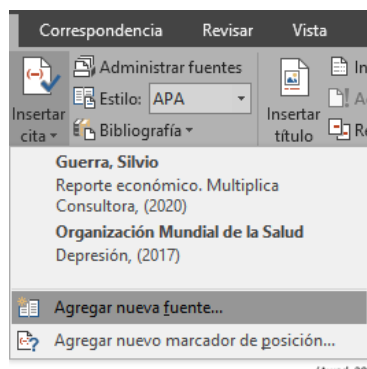 Correspondencia Revisar Vista
Administrar fuentes
Estilo: APA
Insertar cita
Bibliografía
Insertar título
Guerra, Silvio
Reporte económico. Multiplica
Consultora, (2020)
Organización Mundial de la Salud
Depresión, (2017)
Agregar nueva fuente...
Agregar nuevo marcador de posición...